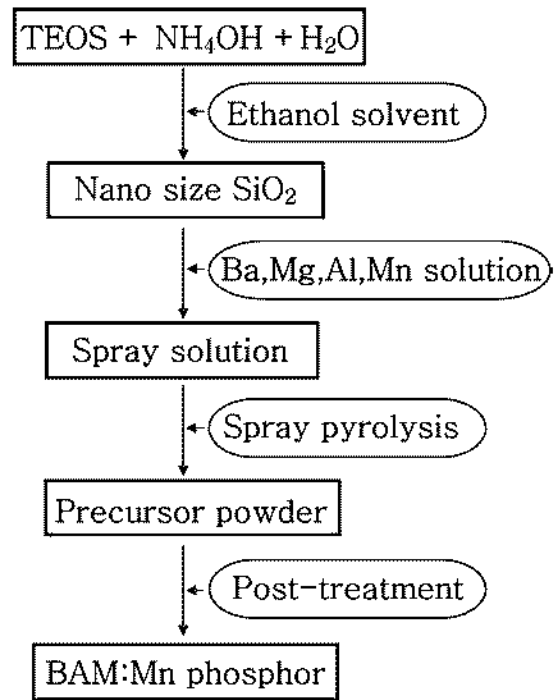 TEOS + NH₄OH + H₂O
Ethanol solvent
Nano size SiO₂
Ba,Mg,Al,Mn solution
Spray solution
Spray pyrolysis
Precursor powder
Post-treatment
BAM:Mn phosphor